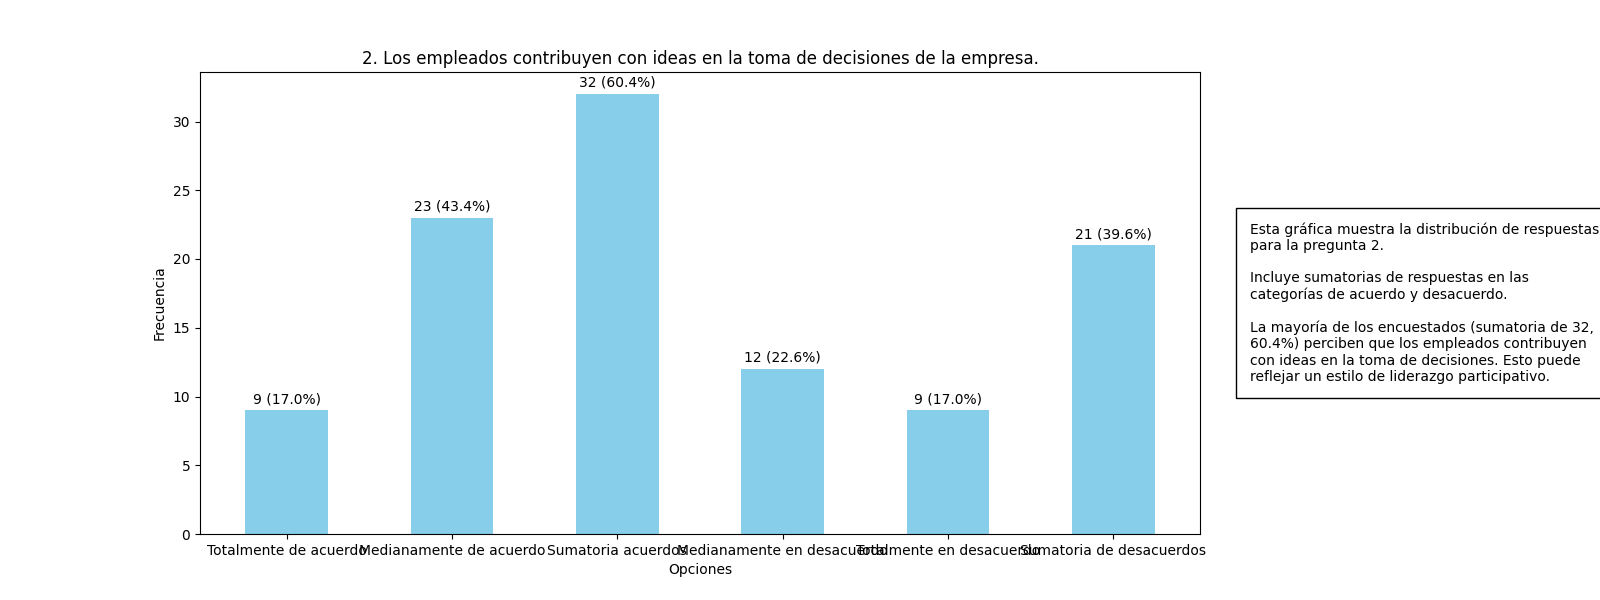 2. Los empleados contribuyen con ideas en la toma de decisiones de la empresa.
32 (60.4%)
30
25
23 (43.4%)
21 (39.6%)
20
15
12 (22.6%)
10
9 (17.0%)
9 (17.0%)
5
0
Frecuencia
Totalmente de acuerdo
Medianamente de acuerdo
Sumatoria acuerdos
Medianamente en desacuerdo
Totalmente en desacuerdo
Sumatoria de desacuerdos
Opciones
Esta gráfica muestra la distribución de respuestas
para la pregunta 2.
Incluye sumatorias de respuestas en las
categorías de acuerdo y desacuerdo.
La mayoría de los encuestados (sumatoria de 32,
60.4%) perciben que los empleados contribuyen
con ideas en la toma de decisiones. Esto puede
reflejar un estilo de liderazgo participativo.